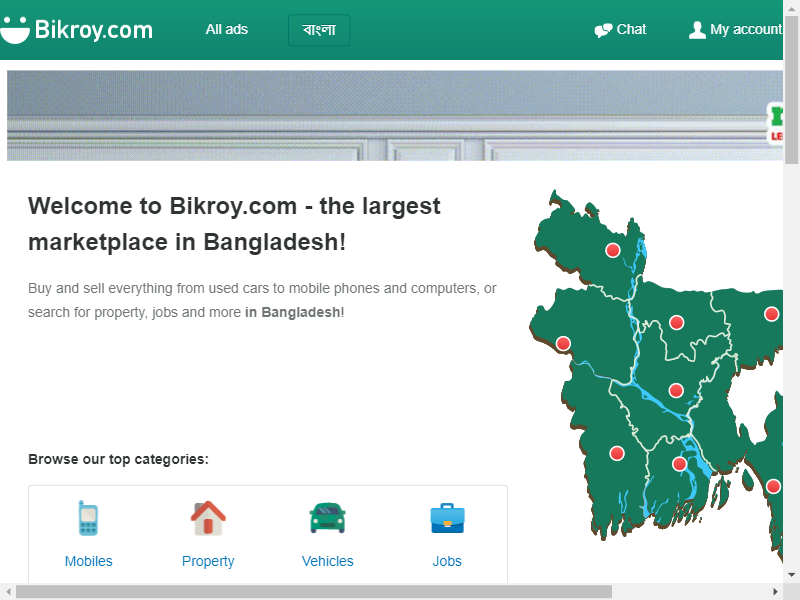 Bikroy.com
All ads
বাংলা
Chat
My account
Welcome to Bikroy.com - the largest
marketplace in Bangladesh!
Buy and sell everything from used cars to mobile phones and computers, or
search for property, jobs and more in Bangladesh!
Browse our top categories:
Mobiles
Property
Vehicles
Jobs